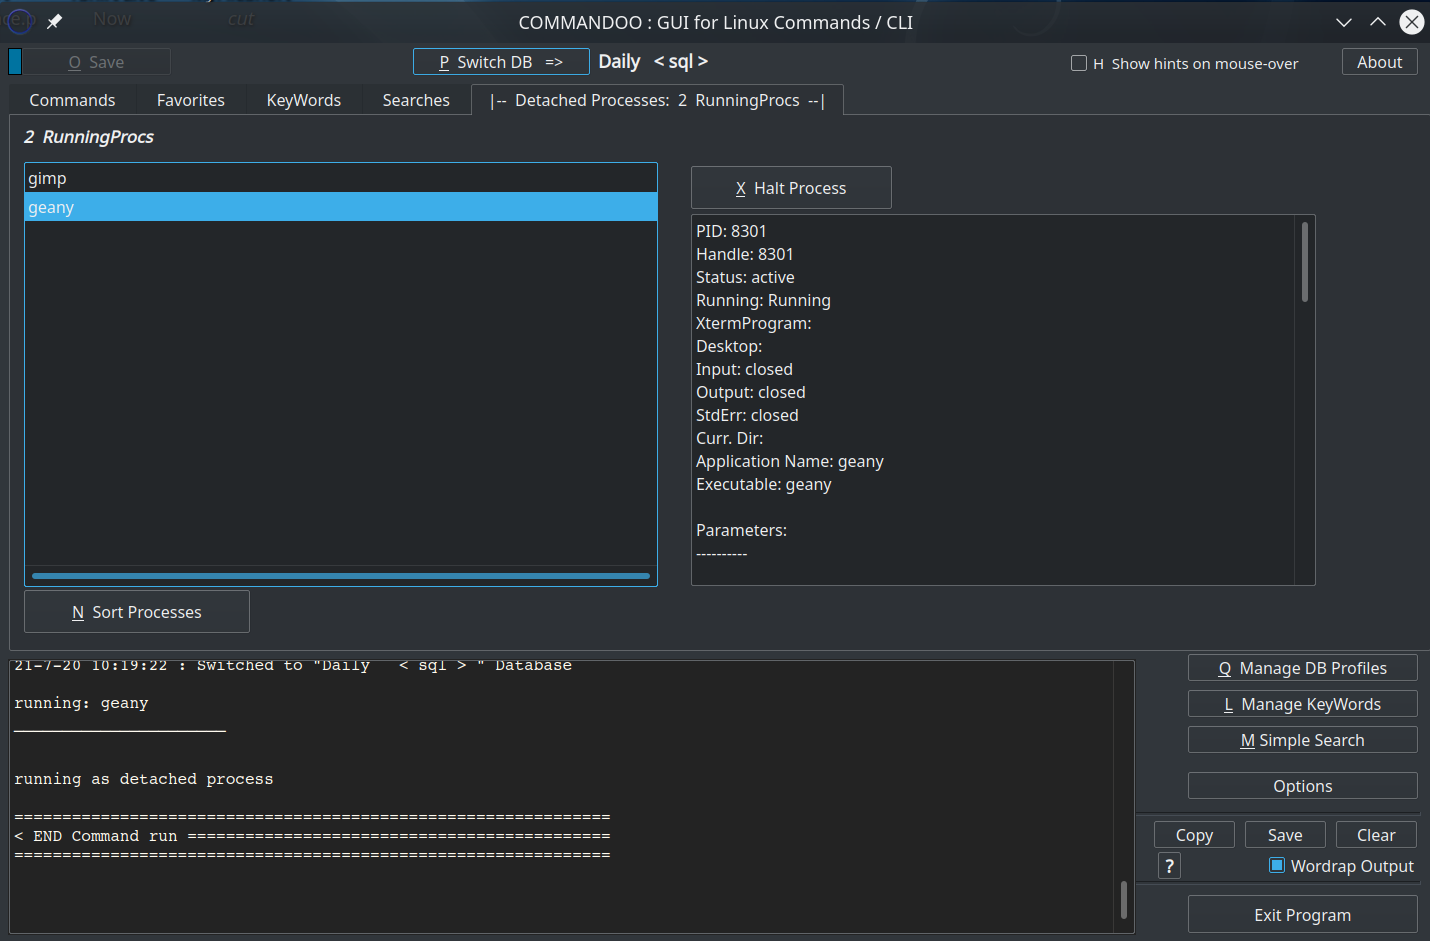 Now
cut
COMMANDOO : GUI for Linux Commands / CLI
O Save
P Switch DB =>
Daily < sql >
H Show hints on mouse-over
About
Commands
Favorites
KeyWords
Searches
|-- Detached Processes: 2 RunningProcs --|
2 RunningProcs
gimp
geany
X Halt Process
PID: 8301
Handle: 8301
Status: active
Running: Running
XtermProgram:
Desktop:
Input: closed
Output: closed
StdErr: closed
Curr. Dir:
Application Name: geany
Executable: geany
Parameters:
----------
N Sort Processes
21-7-20 10:19:22 : Switched to "Daily < sql > " Database
running: geany
______________________
running as detached process
==============================================================
< END Command run ============================================
==============================================================
Q Manage DB Profiles
L Manage KeyWords
M Simple Search
Options
Copy
Save
Clear
?
Wordrap Output
Exit Program